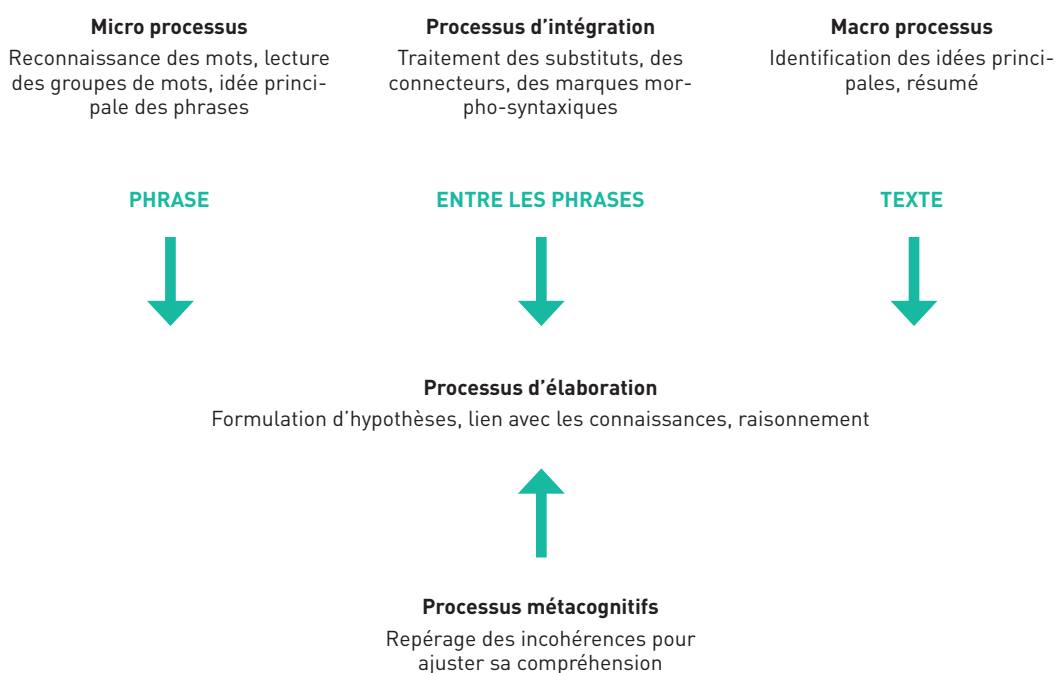 Micro processus
Reconnaissance des mots, lecture
des groupes de mots, idée princi-
pale des phrases
Processus d’intégration
Traitement des substituts, des
connecteurs, des marques mor-
pho-syntaxiques
Macro processus
Identification des idées princi-
pales, résumé
PHRASE
ENTRE LES PHRASES
TEXTE
Processus d’élaboration
Formulation d’hypothèses, lien avec les connaissances, raisonnement
Processus métacognitifs
Repérage des incohérences pour
ajuster sa compréhension